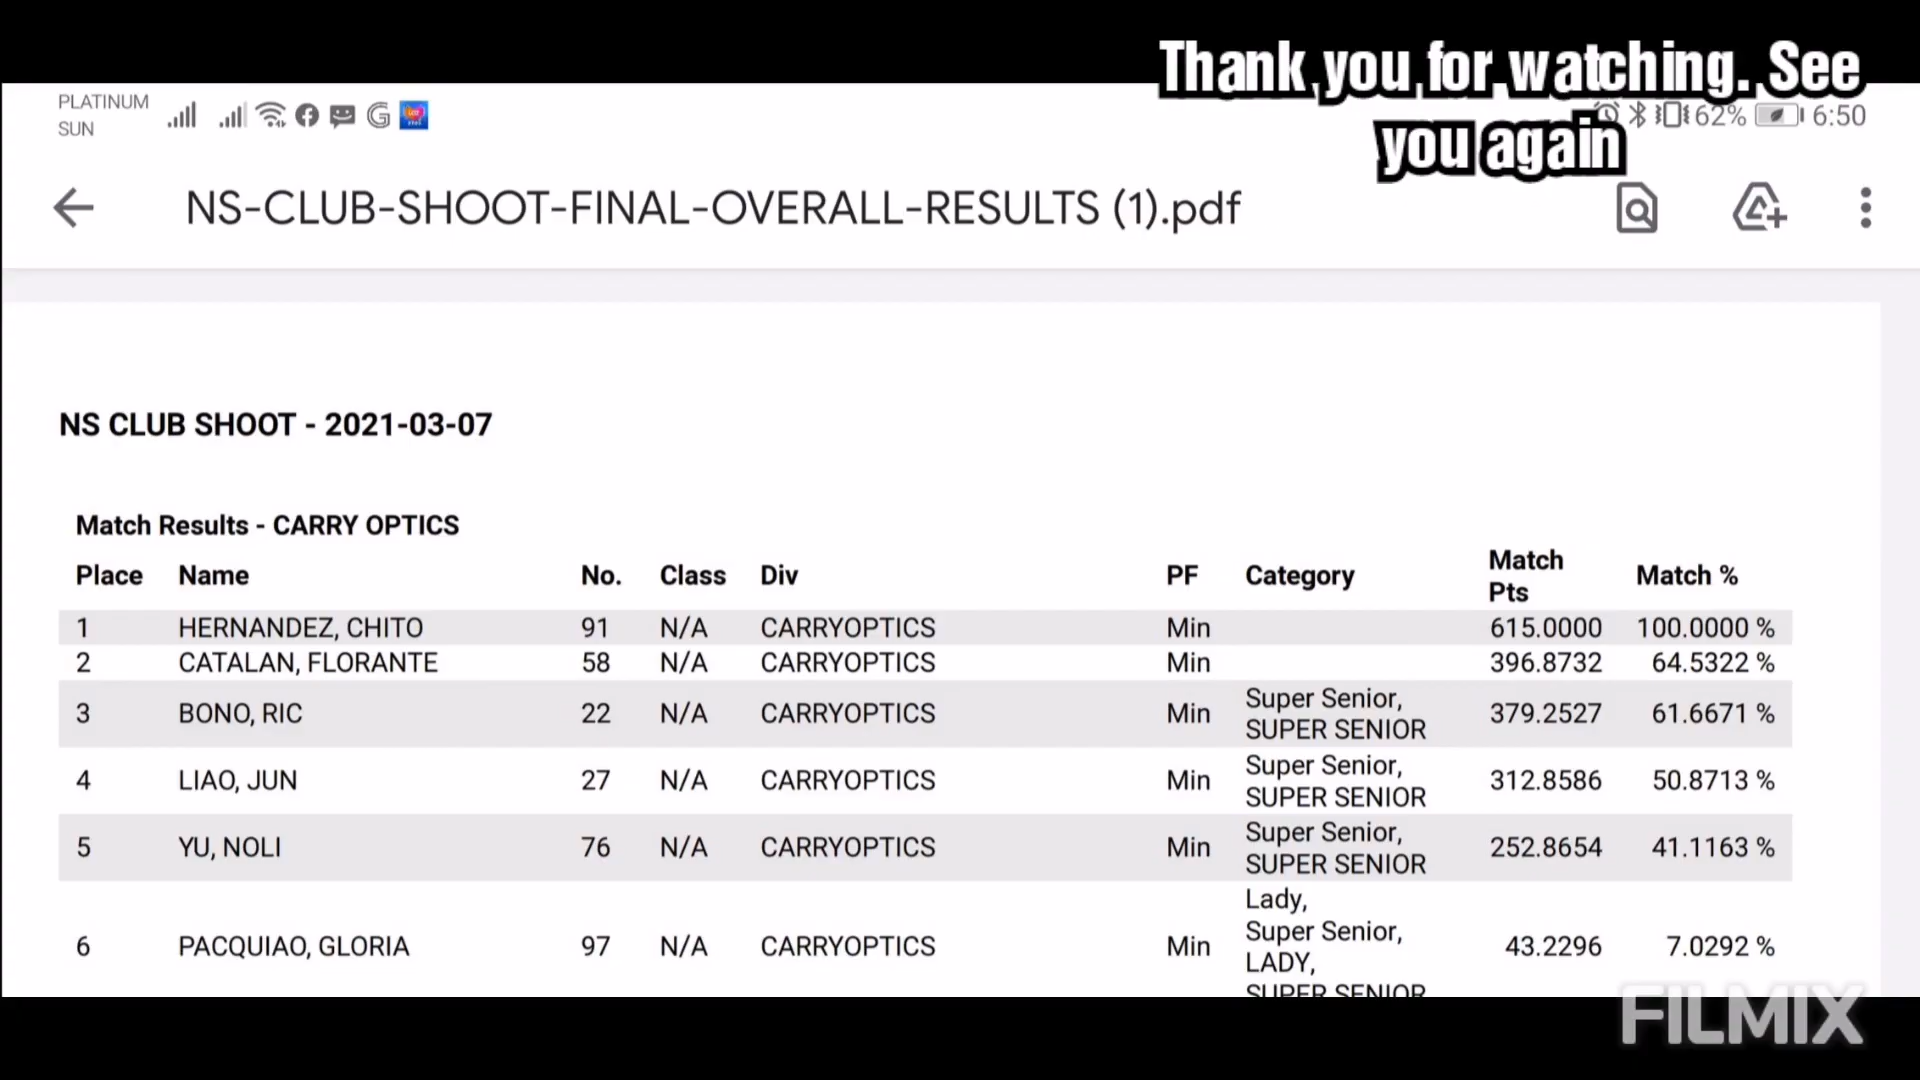 Thank you for watching. See
you again
PLATINUM
SUN
62% 6:50
NS-CLUB-SHOOT-FINAL-OVERALL-RESULTS (1).pdf
NS CLUB SHOOT - 2021-03-07
Match Results - CARRY OPTICS
Place Name No. Class Div PF Category Match Pts Match %
1 HERNANDEZ, CHITO 91 N/A CARRYOPTICS Min 615.0000 100.0000 %
2 CATALAN, FLORANTE 58 N/A CARRYOPTICS Min 396.8732 64.5322 %
3 BONO, RIC 22 N/A CARRYOPTICS Min Super Senior, SUPER SENIOR 379.2527 61.6671 %
4 LIAO, JUN 27 N/A CARRYOPTICS Min Super Senior, SUPER SENIOR 312.8586 50.8713 %
5 YU, NOLI 76 N/A CARRYOPTICS Min Super Senior, SUPER SENIOR 252.8654 41.1163 %
6 PACQUIAO, GLORIA 97 N/A CARRYOPTICS Min Lady, Super Senior, LADY, SUPER SENIOR 43.2296 7.0292 %
FILMIX